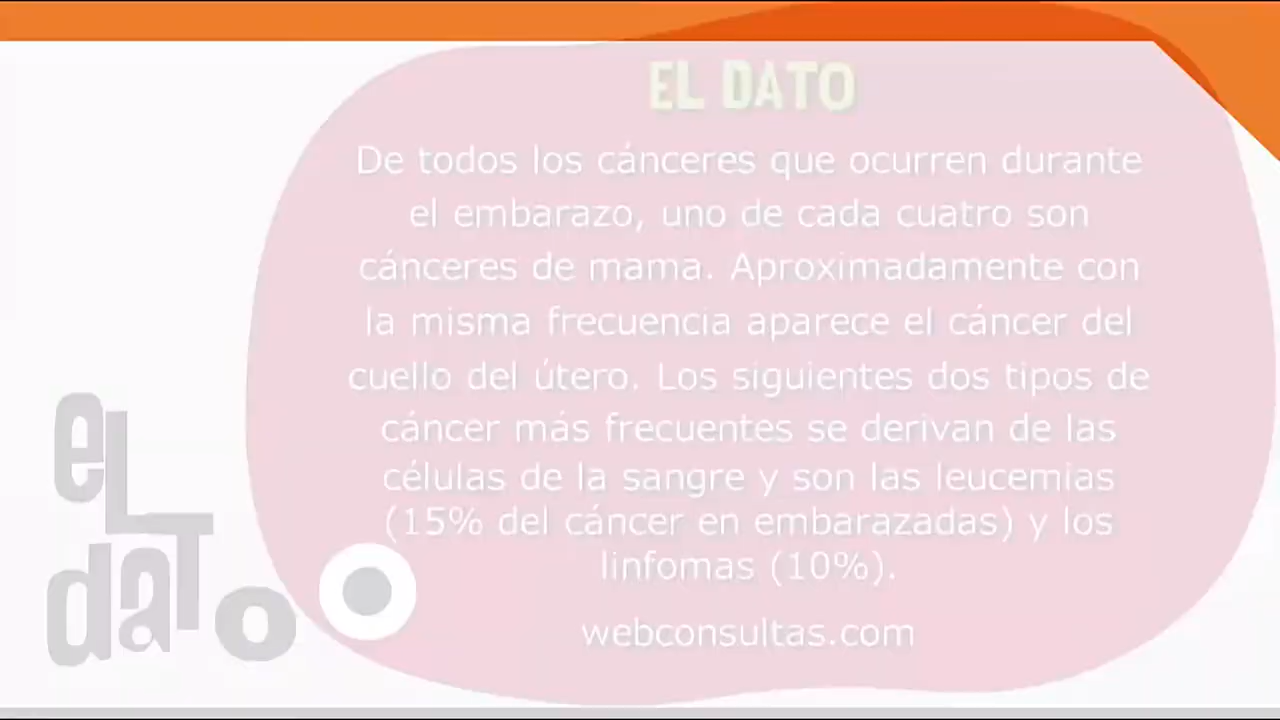 EL DATO
De todos los cánceres que ocurren durante
el embarazo, uno de cada cuatro son
cánceres de mama. Aproximadamente con
la misma frecuencia aparece el cáncer del
cuello del útero. Los siguientes dos tipos de
cáncer más frecuentes se derivan de las
células de la sangre y son las leucemias
(15% del cáncer en embarazadas) y los
linfomas (10%).
webconsultas.com
eL
daTo